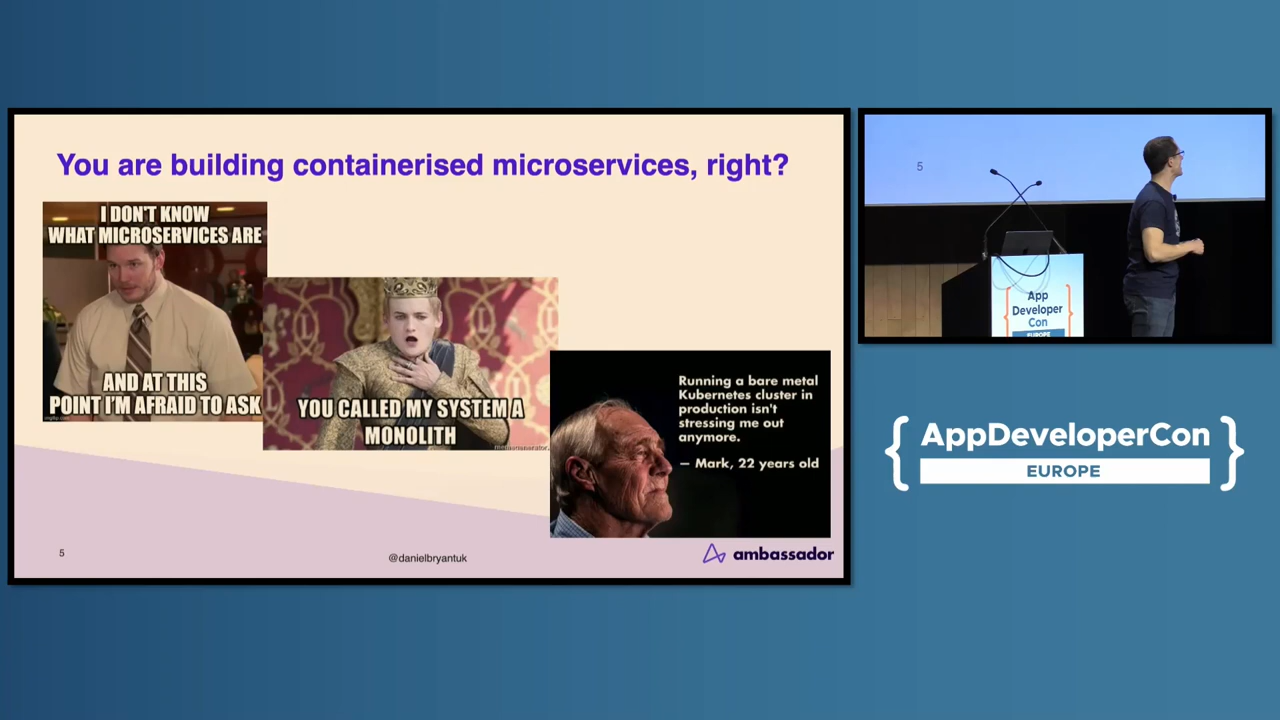 You are building containerised microservices, right?
I DON'T KNOW
WHAT MICROSERVICES ARE
AND AT THIS
POINT I'M AFRAID TO ASK
YOU CALLED MY SYSTEM A
MONOLITH
Running a bare metal
Kubernetes cluster in
production isn't
stressing me out
anymore.
— Mark, 22 years old
5
@danielbryantuk
ambassador
5
App
Developer
Con
EUROPE
{ AppDeveloperCon }
EUROPE